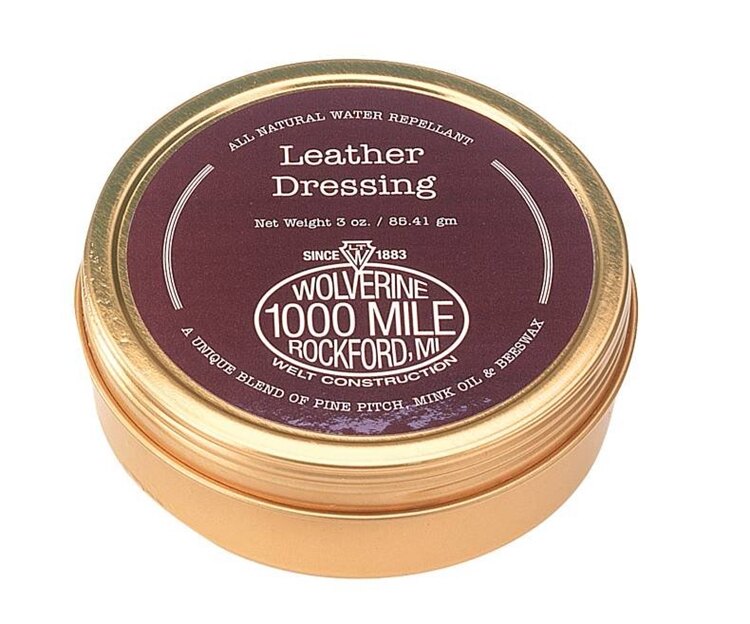 ALL NATURAL WATER REPELLANT
Leather
Dressing
Net Weight 3 oz. / 85.41 gm
SINCE LTW 1883
WOLVERINE
1000 MILE
ROCKFORD, MI
WELT CONSTRUCTION
A UNIQUE BLEND OF PINE PITCH, MINK OIL & BEESWAX